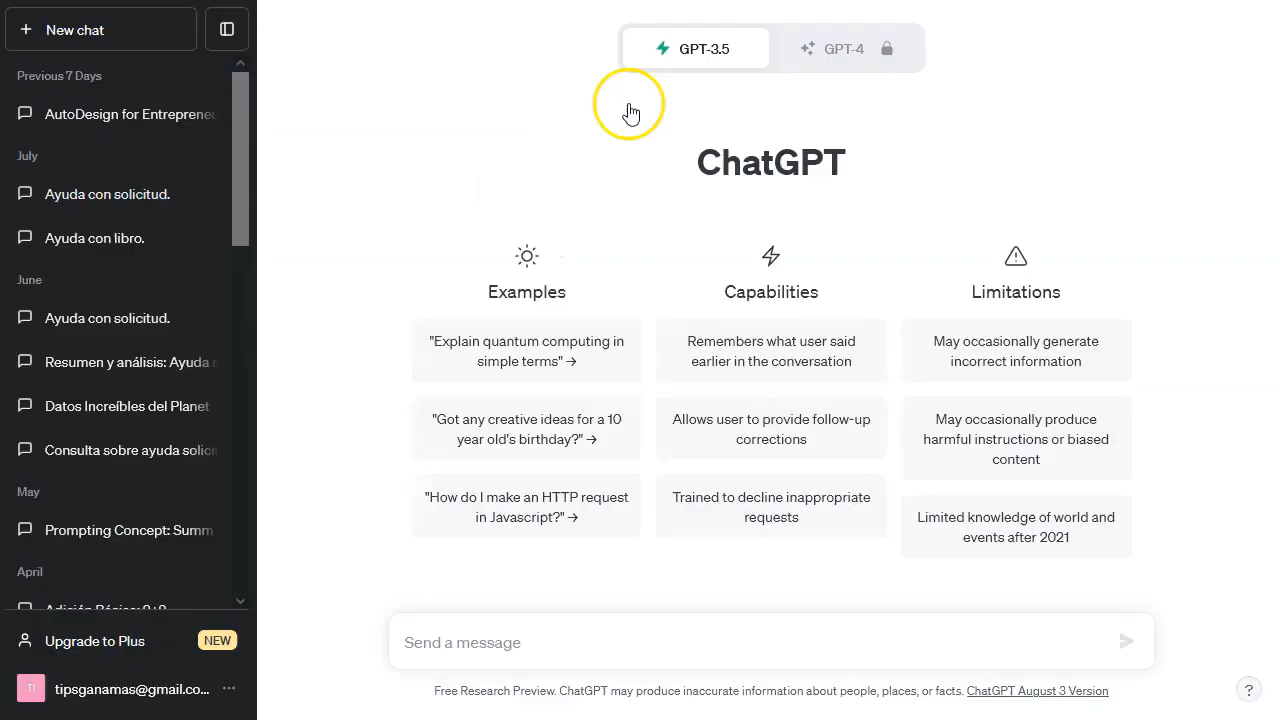 New chat
Previous 7 Days
AutoDesign for Entrepreneu
July
Ayuda con solicitud.
Ayuda con libro.
June
Ayuda con solicitud.
Resumen y análisis: Ayuda s
Datos Increíbles del Planet
Consulta sobre ayuda solici
May
Prompting Concept: Summ
April
Adición Básica: 2+2
Upgrade to Plus
NEW
TI
tipsganamas@gmail.co...
GPT-3.5
GPT-4
ChatGPT
Examples
"Explain quantum computing in
simple terms" →
"Got any creative ideas for a 10
year old's birthday?" →
"How do I make an HTTP request
in Javascript?" →
Capabilities
Remembers what user said
earlier in the conversation
Allows user to provide follow-up
corrections
Trained to decline inappropriate
requests
Limitations
May occasionally generate
incorrect information
May occasionally produce
harmful instructions or biased
content
Limited knowledge of world and
events after 2021
Send a message
Free Research Preview. ChatGPT may produce inaccurate information about people, places, or facts. ChatGPT August 3 Version
?